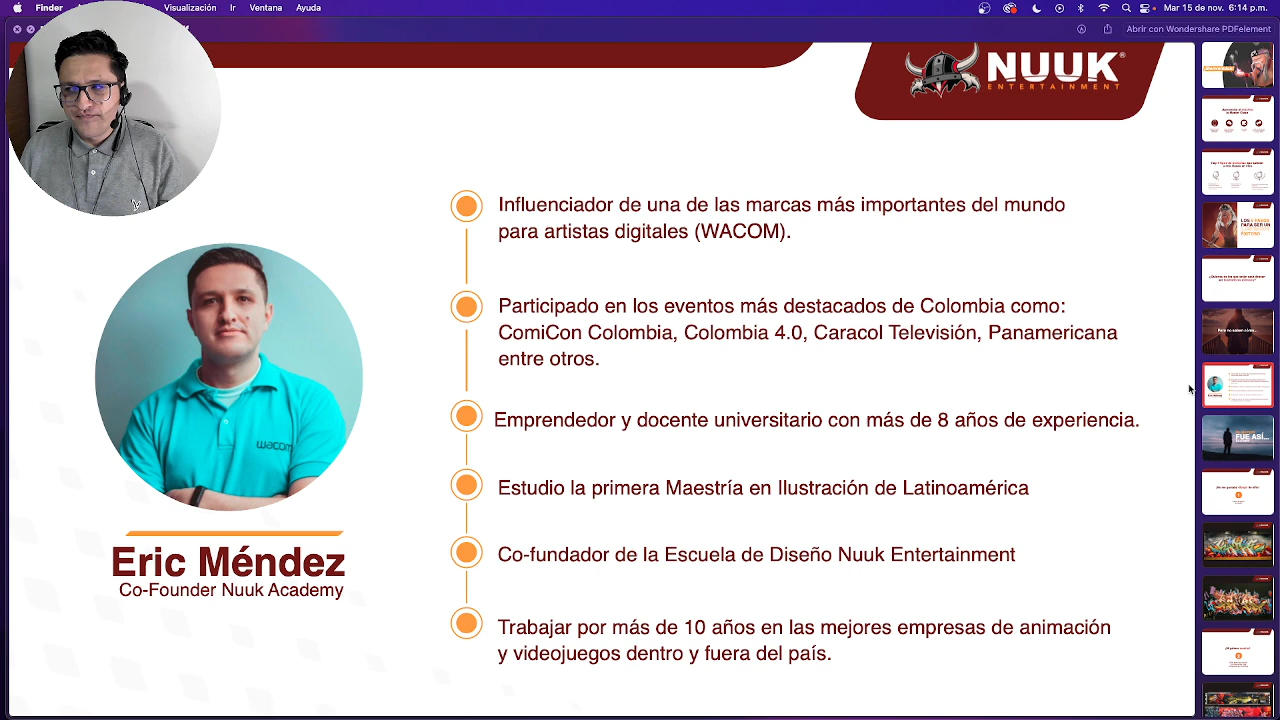 Finder
Visualización
Ir
Ventana
Ayuda
Mar 15 de nov. 6:14 p.m.
Abrir con Wondershare PDFelement
NUUK®
ENTERTAINMENT
Influenciador de una de las marcas más importantes del mundo
para artistas digitales (WACOM).
Participado en los eventos más destacados de Colombia como:
ComiCon Colombia, Colombia 4.0, Caracol Televisión, Panamericana
entre otros.
Emprendedor y docente universitario con más de 8 años de experiencia.
Estudio la primera Maestría en Ilustración de Latinoamérica
Co-fundador de la Escuela de Diseño Nuuk Entertainment
Trabajar por más de 10 años en las mejores empresas de animación
y videojuegos dentro y fuera del país.
wacom
Eric Méndez
Co-Founder Nuuk Academy
FUE ASÍ...